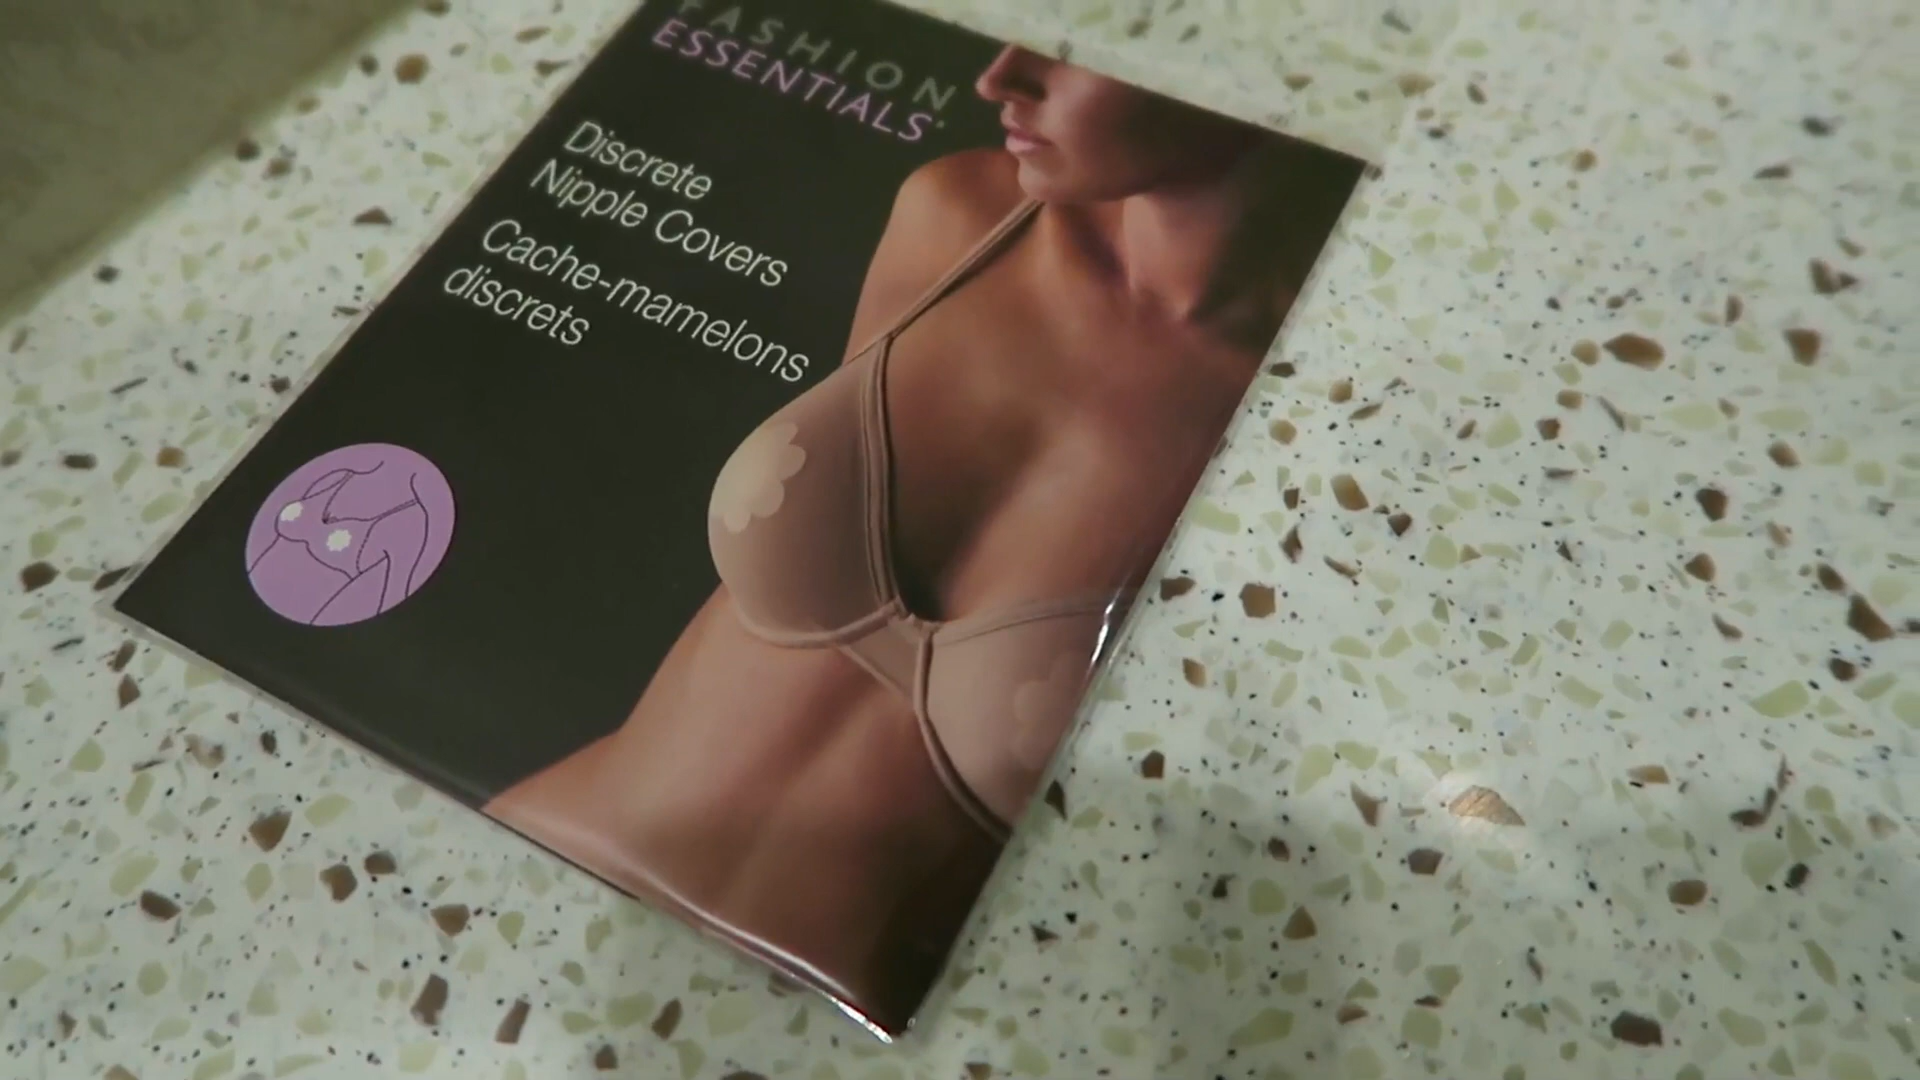 FASHION
ESSENTIALS
Discrete
Nipple Covers
Cache-mamelons
discrets